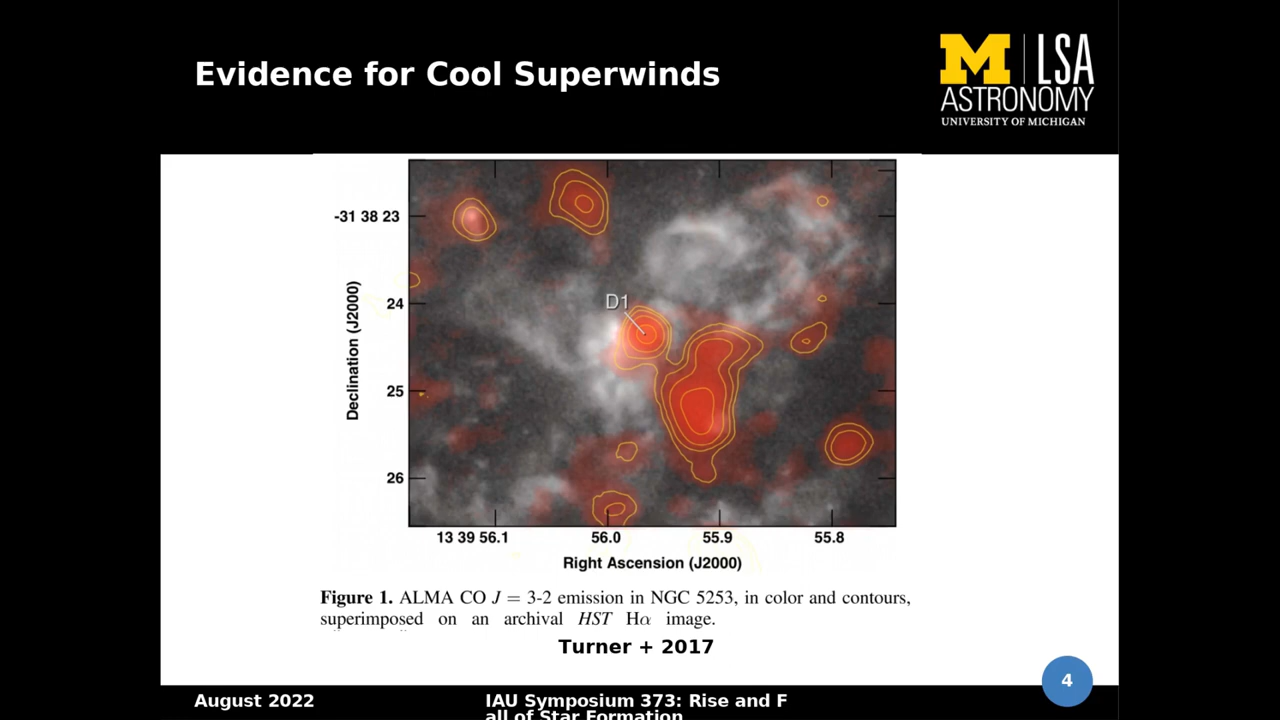 Evidence for Cool Superwinds
M LSA
ASTRONOMY
UNIVERSITY OF MICHIGAN
-31 38 23
D1
24
25
26
Declination (J2000)
13 39 56.1 56.0 55.9 55.8
Right Ascension (J2000)
Figure 1. ALMA CO J = 3-2 emission in NGC 5253, in color and contours,
superimposed on an archival HST Hα image.
Turner + 2017
4
August 2022
IAU Symposium 373: Rise and F
all of Star Formation